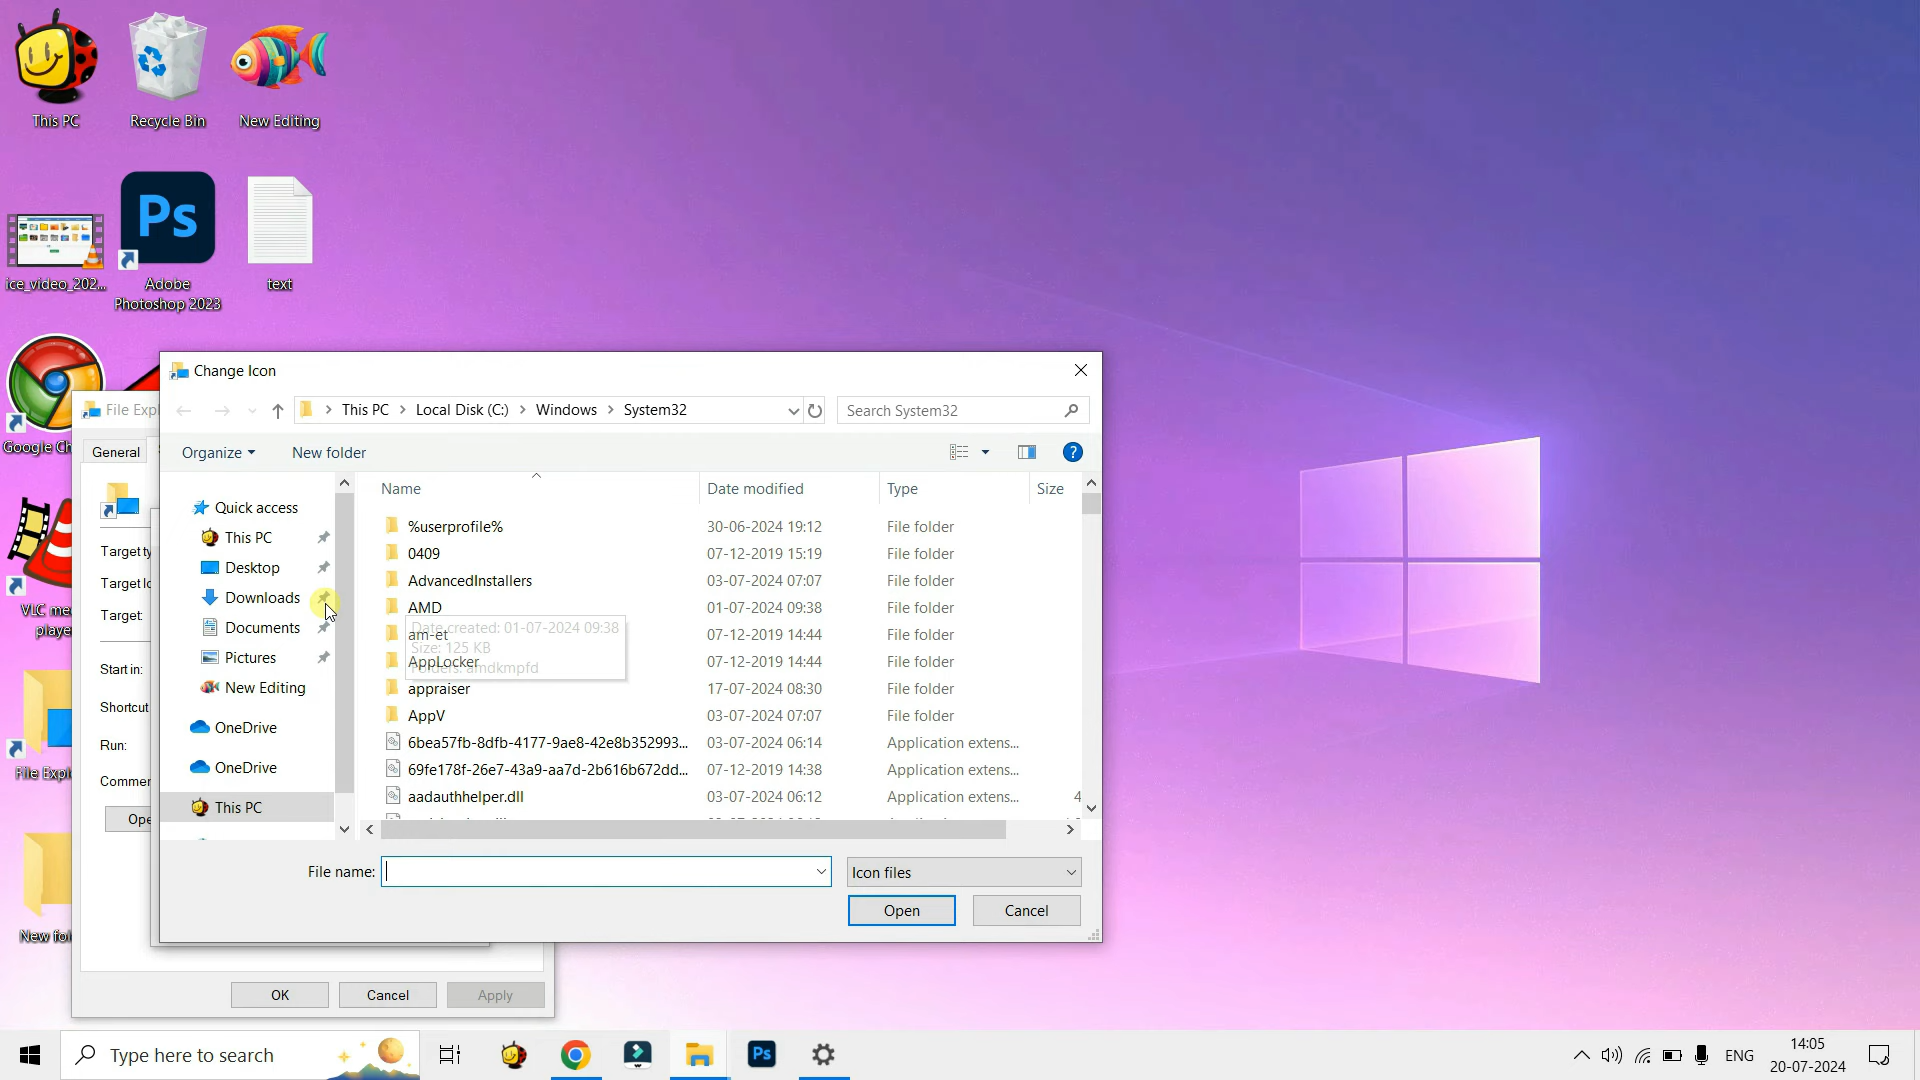 This PC
Recycle Bin
New Editing
ice_video_202...
Ps
Adobe
Photoshop 2023
text
Google Ch
VLC me
playe
File Expl
New fol
File Expl
General
Target ty
Target lo
Target:
Start in:
Shortcut
Run:
Commen
Ope
OK
Cancel
Apply
Change Icon
This PC
Local Disk (C:)
Windows
System32
Search System32
Organize
New folder
Quick access
This PC
Desktop
Downloads
Documents
Pictures
New Editing
OneDrive
OneDrive
This PC
Name
Date modified
Type
Size
%userprofile%
30-06-2024 19:12
File folder
0409
07-12-2019 15:19
File folder
AdvancedInstallers
03-07-2024 07:07
File folder
AMD
01-07-2024 09:38
File folder
am-et
07-12-2019 14:44
File folder
AppLocker
07-12-2019 14:44
File folder
appraiser
17-07-2024 08:30
File folder
AppV
03-07-2024 07:07
File folder
6bea57fb-8dfb-4177-9ae8-42e8b352993...
03-07-2024 06:14
Application extens...
69fe178f-26e7-43a9-aa7d-2b616b672dd...
07-12-2019 14:38
Application extens...
aadauthhelper.dll
03-07-2024 06:12
Application extens...
4
Date created: 01-07-2024 09:38
Size: 125 KB
Folders: amdkmpfd
File name:
Icon files
Open
Cancel
Type here to search
Ps
ENG
14:05
20-07-2024